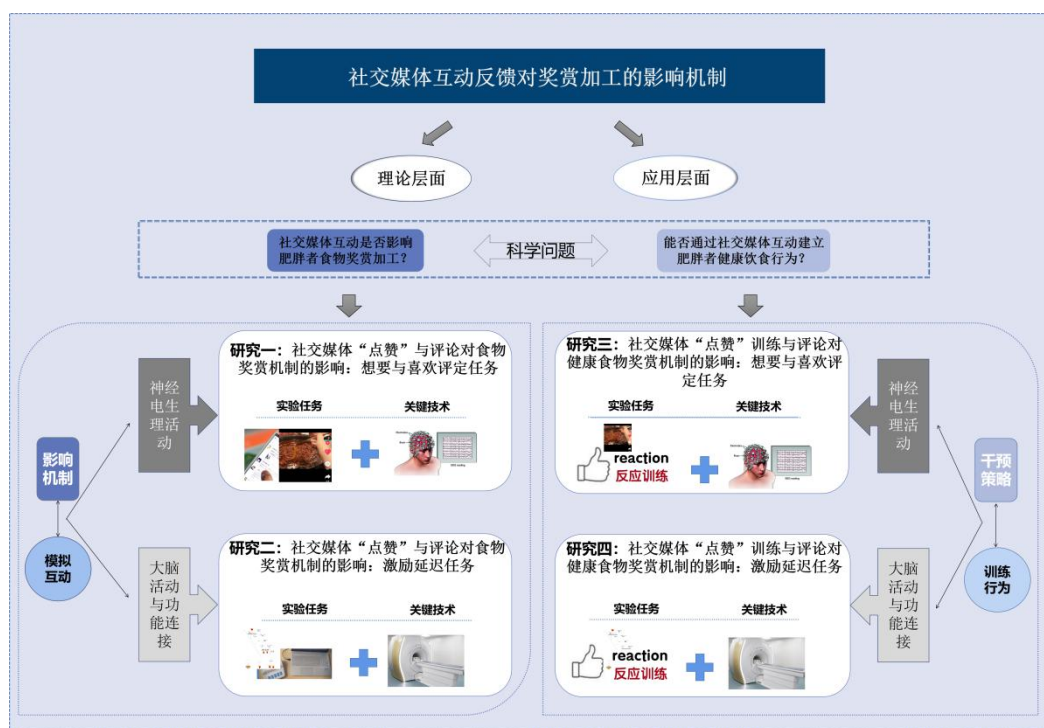 社交媒体互动反馈对奖赏加工的影响机制
理论层面
应用层面
社交媒体互动是否影响
肥胖者食物奖赏加工?
科学问题
能否通过社交媒体互动建立
肥胖者健康饮食行为?
影响
机制
模拟
互动
神经
电生
理活
动
研究一：社交媒体“点赞”与评论对食物
奖赏机制的影响：想要与喜欢评定任务
实验任务
关键技术
大脑
活动
与功
能连
接
研究二：社交媒体“点赞”与评论对食物
奖赏机制的影响：激励延迟任务
实验任务
关键技术
研究三：社交媒体“点赞”训练与评论对
健康食物奖赏机制的影响：想要与喜欢评
定任务
实验任务
关键技术
reaction
反应训练
神经
电生
理活
动
研究四：社交媒体“点赞”训练与评论对
健康食物奖赏机制的影响：激励延迟任务
实验任务
关键技术
reaction
反应训练
大脑
活动
与功
能连
接
干预
策略
训练
行为